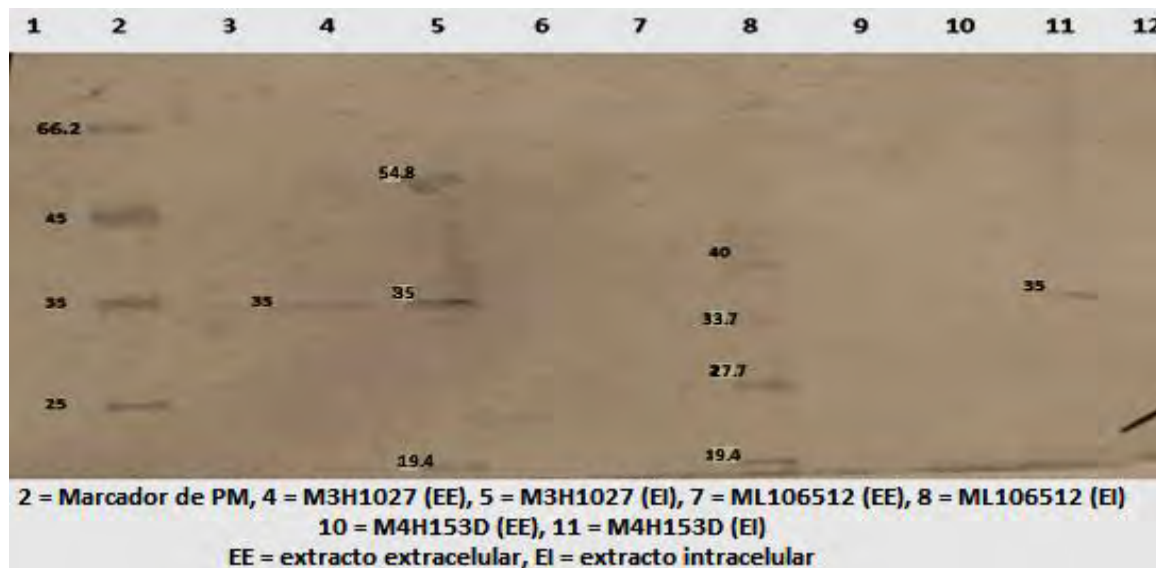 1 2 3 4 5 6 7 8 9 10 11 12
66.2
54.8
45
40
35 35 35 35
33.7
27.7
25
19.4 19.4
2 = Marcador de PM, 4 = M3H1027 (EE), 5 = M3H1027 (EI), 7 = ML106512 (EE), 8 = ML106512 (EI)
10 = M4H153D (EE), 11 = M4H153D (EI)
EE = extracto extracelular, EI = extracto intracelular